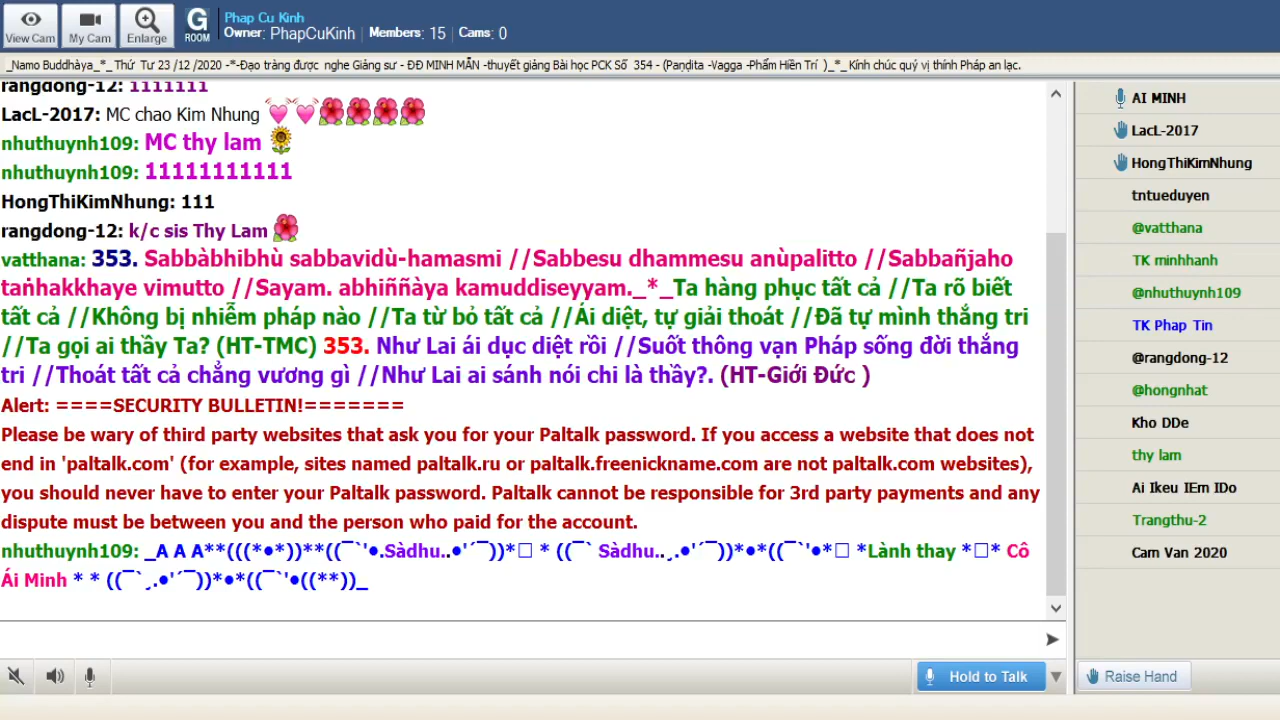 View Cam
My Cam
Enlarge
G
ROOM
Phap Cu Kinh
Owner: PhapCuKinh | Members: 15 | Cams: 0
_Namo Buddhàya_*_ Thứ Tư 23 /12 /2020 -*-Đạo tràng được nghe Giảng sư - ĐĐ MINH MẪN -thuyết giảng Bài học PCK Số 354 - (Paṇḍita -Vagga -Phẩm Hiền Trí )_*_ Kính chúc quý vị thính Pháp an lạc.
rangdong-12: 1111111
LacL-2017: MC chao Kim Nhung
nhuthuynh109: MC thy lam
nhuthuynh109: 11111111111
HongThiKimNhung: 111
rangdong-12: k/c sis Thy Lam
vatthana: 353. Sabbàbhibhù sabbavidù-hamasmi //Sabbesu dhammesu anùpalitto //Sabbañjaho
taṅhakkhaye vimutto //Sayam. abhiññàya kamuddiseyyam._*_Ta hàng phục tất cả //Ta rõ biết
tất cả //Không bị nhiễm pháp nào //Ta từ bỏ tất cả //Ái diệt, tự giải thoát //Đã tự mình thắng tri
//Ta gọi ai thầy Ta? (HT-TMC) 353. Như Lai ái dục diệt rồi //Suốt thông vạn Pháp sống đời thắng
tri //Thoát tất cả chẳng vương gì //Như Lai ai sánh nói chi là thầy?. (HT-Giới Đức )
Alert: ====SECURITY BULLETIN!=======
Please be wary of third party websites that ask you for your Paltalk password. If you access a website that does not
end in 'paltalk.com' (for example, sites named paltalk.ru or paltalk.freenickname.com are not paltalk.com websites),
you should never have to enter your Paltalk password. Paltalk cannot be responsible for 3rd party payments and any
dispute must be between you and the person who paid for the account.
nhuthuynh109: _A A A**(((*•*))**((¯`'•.Sàdhu..•'´¯))*□ * ((¯` Sàdhu..¸.•'´¯))*•*((¯`'•*□ *Lành thay *□* Cô
Ái Minh * * ((¯`¸.•'´¯))*•*((¯`'•((**))_
Hold to Talk
AI MINH
LacL-2017
HongThiKimNhung
tntueduyen
@vatthana
TK minhhanh
@nhuthuynh109
TK Phap Tin
@rangdong-12
@hongnhat
Kho DDe
thy lam
Ai Ikeu IEm IDo
Trangthu-2
Cam Van 2020
Raise Hand